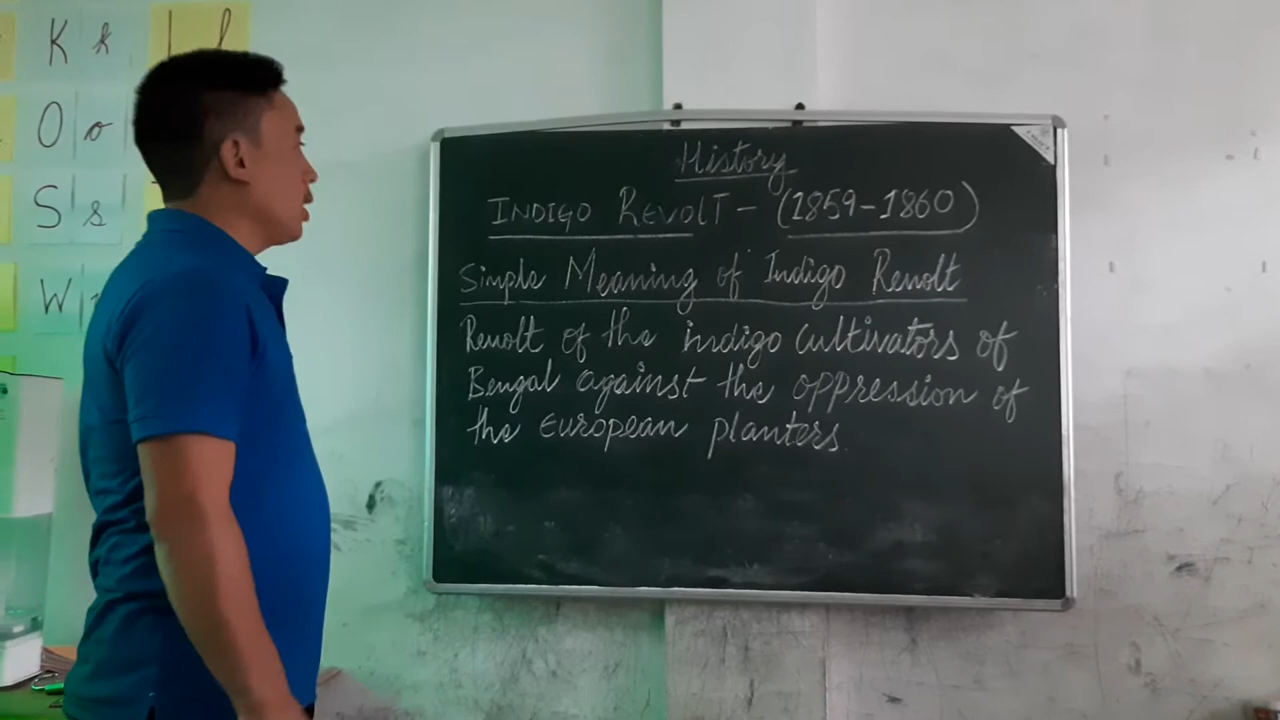 K k
O o
S s
W
History
INDIGO REVOLT - (1859-1860)
Simple Meaning of Indigo Revolt
Revolt of the indigo cultivators of
Bengal against the oppression of
the European planters.